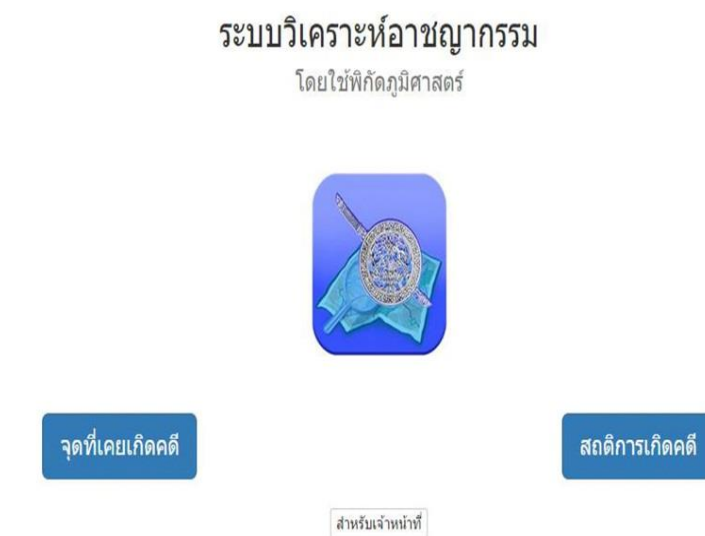 ระบบวิเคราะห์อาชญากรรม
โดยใช้พิกัดภูมิศาสตร์
จุดที่เคยเกิดคดี
สถติการเกิดคดี
สำหรับเจ้าหน้าที่